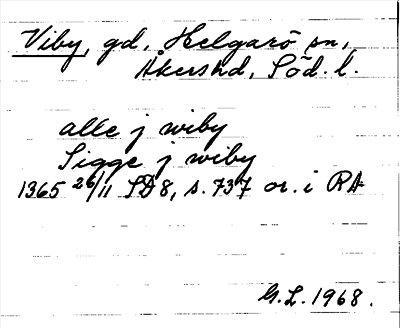 Viby, gd, Helgarö sn,
Åkers hd, Söd. l.
alle j wiby
Sigge j wiby
1365 26/11 SD8, s. 737 or. i RA
G.L. 1968.